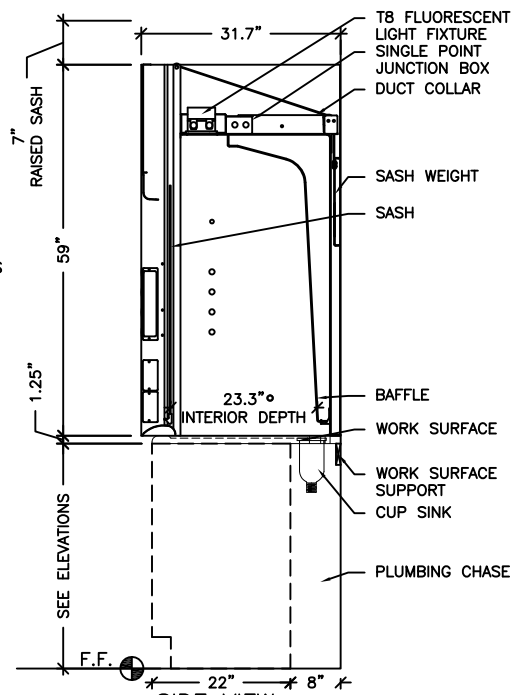 T8 FLUORESCENT
LIGHT FIXTURE
SINGLE POINT
JUNCTION BOX
DUCT COLLAR
31.7"
7"
RAISED SASH
SASH WEIGHT
SASH
59"
1.25"
23.3"
INTERIOR DEPTH
BAFFLE
WORK SURFACE
WORK SURFACE
SUPPORT
CUP SINK
SEE ELEVATIONS
PLUMBING CHASE
F.F.
22"
8"
SIDE VIEW